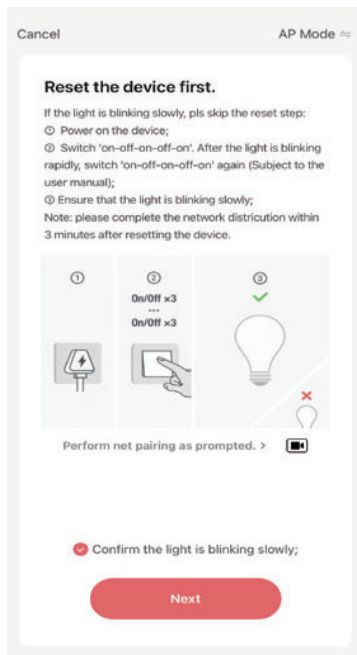 Cancel
AP Mode ⇋
Reset the device first.
If the light is blinking slowly, pls skip the reset step:
① Power on the device;
② Switch 'on-off-on-off-on'. After the light is blinking
rapidly, switch 'on-off-on-off-on' again (Subject to the
user manual);
③ Ensure that the light is blinking slowly;
Note: please complete the network districution within
3 minutes after resetting the device.
① ② ③
On/Off ×3
...
On/Off ×3
Perform net pairing as prompted. >
Confirm the light is blinking slowly;
Next